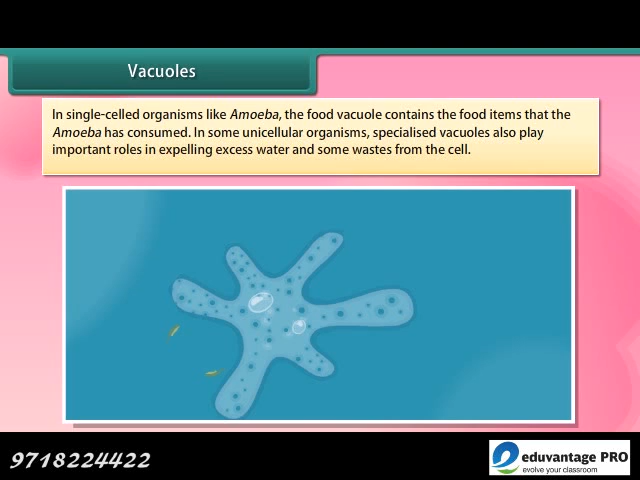 Vacuoles
In single-celled organisms like Amoeba, the food vacuole contains the food items that the
Amoeba has consumed. In some unicellular organisms, specialised vacuoles also play
important roles in expelling excess water and some wastes from the cell.
9718224422
eduvantage PRO
evolve your classroom